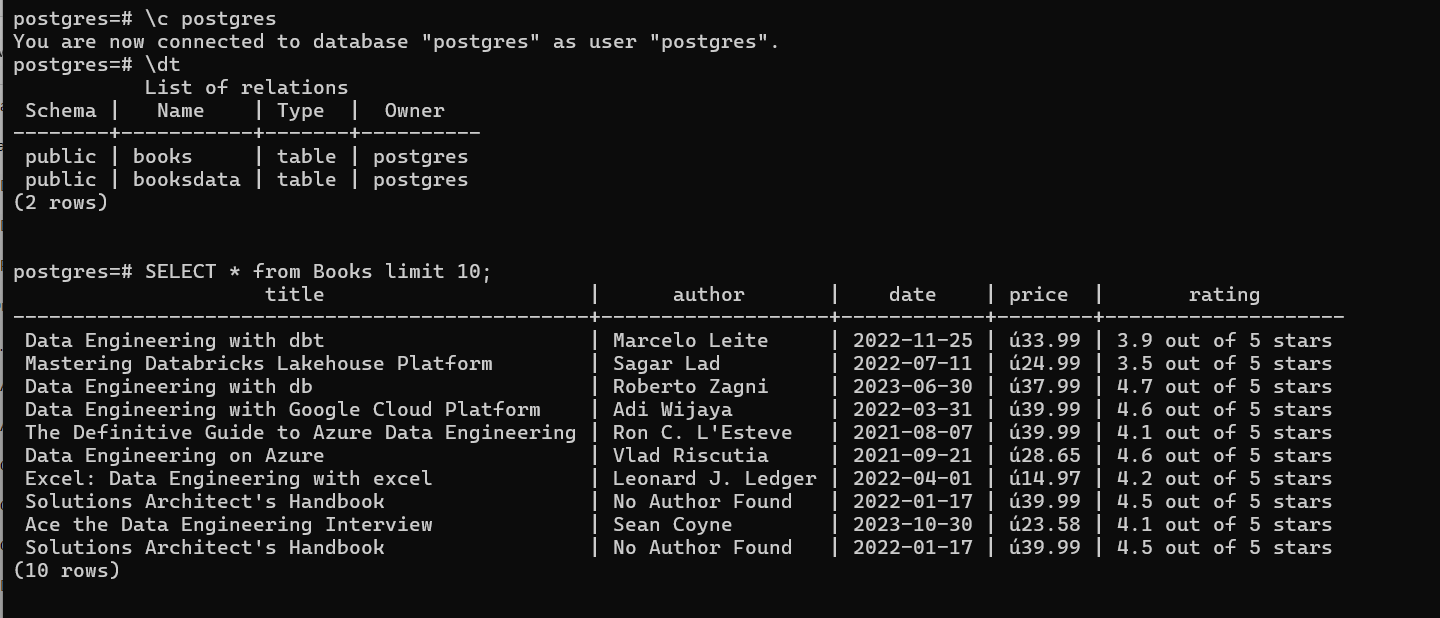 postgres=# \c postgres
You are now connected to database "postgres" as user "postgres".
postgres=# \dt
           List of relations
 Schema |   Name    | Type  |  Owner
--------+-----------+-------+----------
 public | books     | table | postgres
 public | booksdata | table | postgres
(2 rows)
postgres=# SELECT * from Books limit 10;
                     title                      |      author       |    date    | price  |       rating
------------------------------------------------+-------------------+------------+--------+--------------------
 Data Engineering with dbt                      | Marcelo Leite     | 2022-11-25 | ú33.99 | 3.9 out of 5 stars
 Mastering Databricks Lakehouse Platform        | Sagar Lad         | 2022-07-11 | ú24.99 | 3.5 out of 5 stars
 Data Engineering with db                       | Roberto Zagni     | 2023-06-30 | ú37.99 | 4.7 out of 5 stars
 Data Engineering with Google Cloud Platform    | Adi Wijaya        | 2022-03-31 | ú39.99 | 4.6 out of 5 stars
 The Definitive Guide to Azure Data Engineering | Ron C. L'Esteve   | 2021-08-07 | ú39.99 | 4.1 out of 5 stars
 Data Engineering on Azure                      | Vlad Riscutia     | 2021-09-21 | ú28.65 | 4.6 out of 5 stars
 Excel: Data Engineering with excel             | Leonard J. Ledger | 2022-04-01 | ú14.97 | 4.2 out of 5 stars
 Solutions Architect's Handbook                 | No Author Found   | 2022-01-17 | ú39.99 | 4.5 out of 5 stars
 Ace the Data Engineering Interview             | Sean Coyne        | 2023-10-30 | ú23.58 | 4.1 out of 5 stars
 Solutions Architect's Handbook                 | No Author Found   | 2022-01-17 | ú39.99 | 4.5 out of 5 stars
(10 rows)